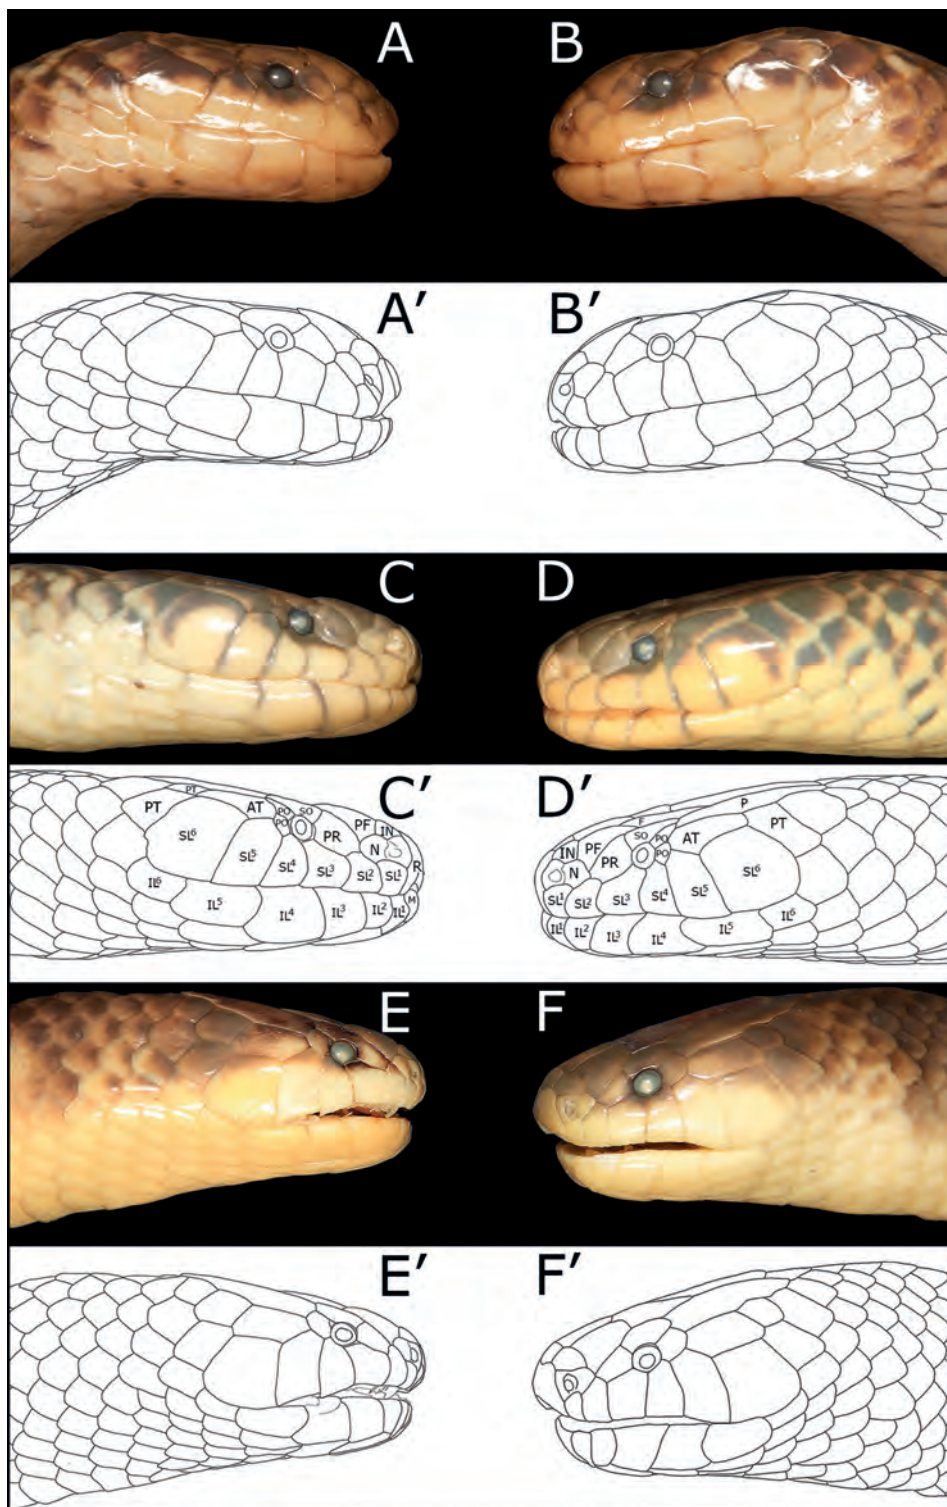 A B
A′ B′
C D
C′ D′
PT
PT AT PO SO
PO PR PF IN
N
SL⁶ SL⁵ SL⁴ SL³ SL² SL¹ R
M
IL⁶ IL⁵ IL⁴ IL³ IL² IL¹
P
F PT
IN PF SO PO AT
N PR PO
SL¹ SL² SL³ SL⁴ SL⁵ SL⁶
IL¹ IL² IL³ IL⁴ IL⁵ IL⁶
E F
E′ F′